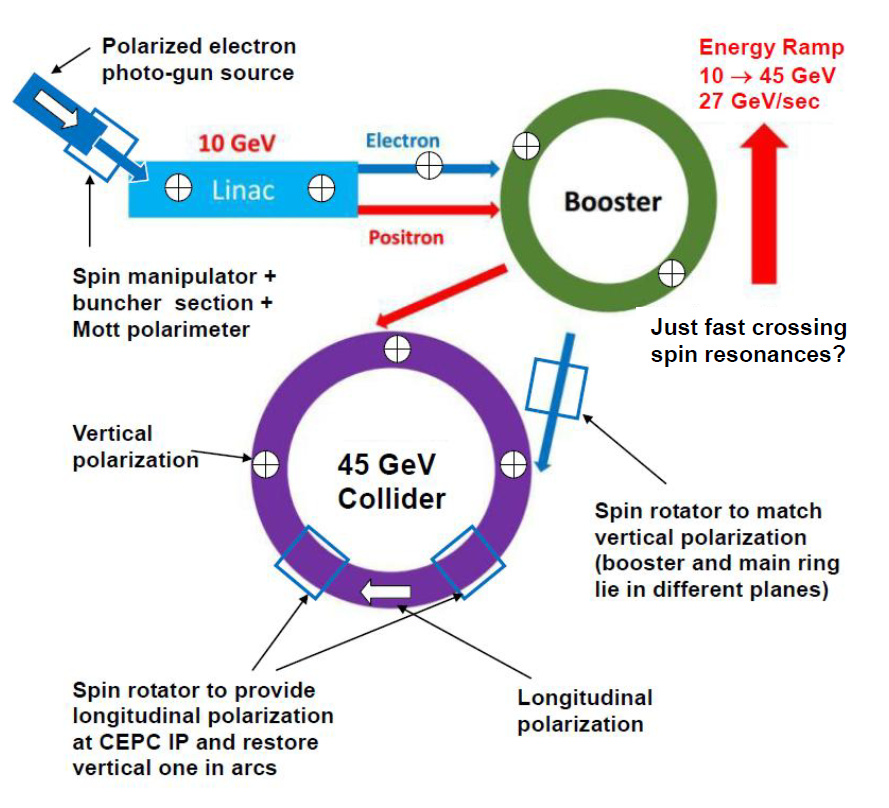 Polarized electron
photo-gun source
Energy Ramp
10 → 45 GeV
27 GeV/sec
10 GeV
Electron
Linac
Booster
Positron
Spin manipulator +
buncher section +
Mott polarimeter
Just fast crossing
spin resonances?
Vertical
polarization
45 GeV
Collider
Spin rotator to match
vertical polarization
(booster and main ring
lie in different planes)
Spin rotator to provide
longitudinal polarization
at CEPC IP and restore
vertical one in arcs
Longitudinal
polarization